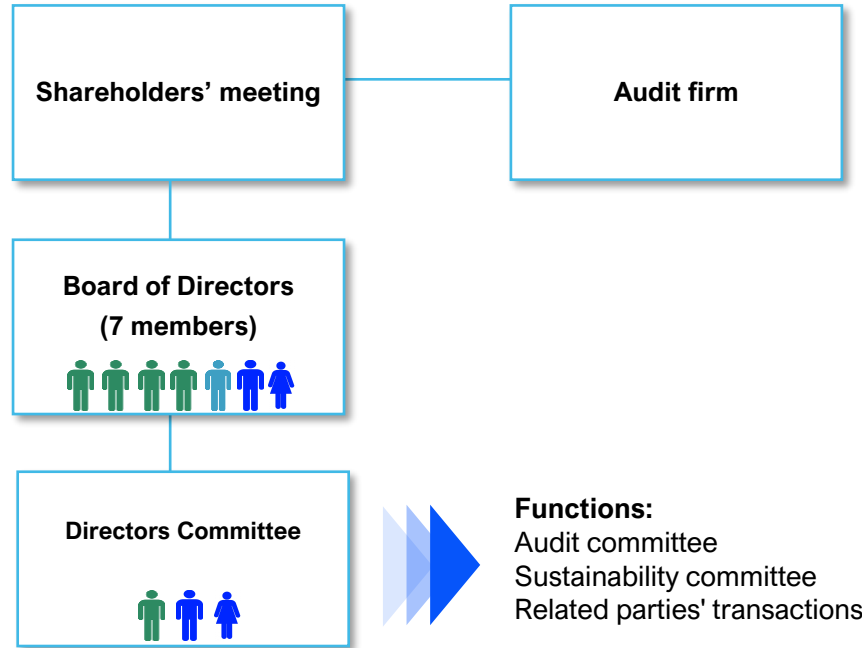 Shareholders’ meeting
Audit firm
Board of Directors
(7 members)
Directors Committee
Functions:
Audit committee
Sustainability committee
Related parties' transactions